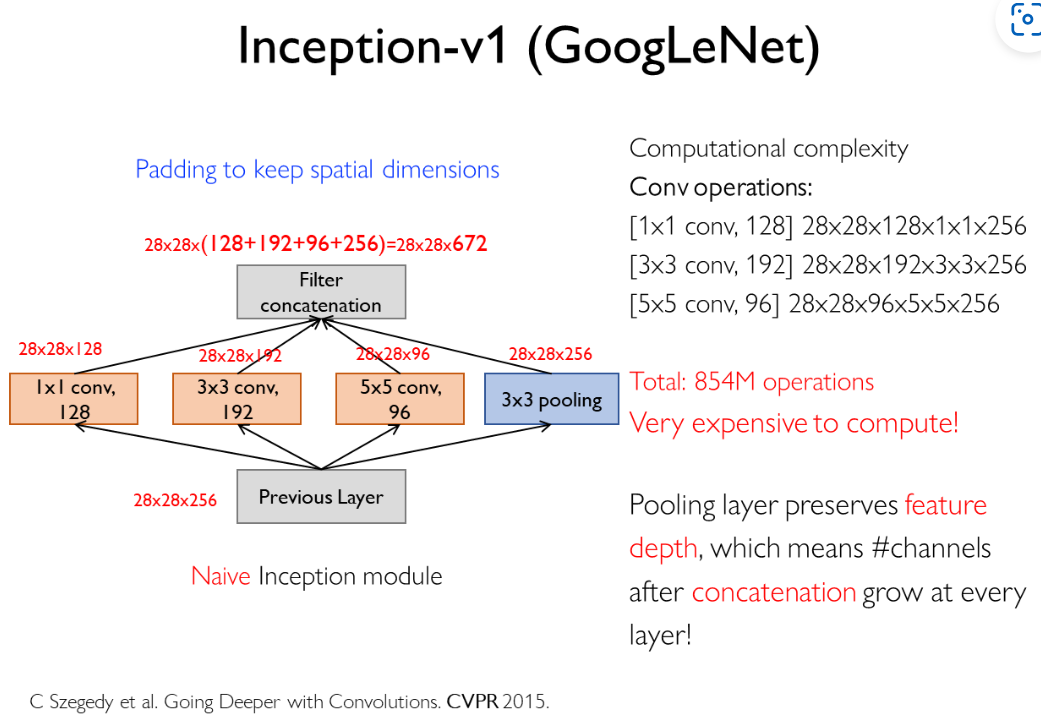 Inception-v1 (GoogLeNet)
Padding to keep spatial dimensions
28x28x(128+192+96+256)=28x28x672
Filter
concatenation
28x28x128
28x28x192
28x28x96
28x28x256
1x1 conv,
128
3x3 conv,
192
5x5 conv,
96
3x3 pooling
28x28x256
Previous Layer
Naive Inception module
Computational complexity
Conv operations:
[1x1 conv, 128] 28x28x128x1x1x256
[3x3 conv, 192] 28x28x192x3x3x256
[5x5 conv, 96] 28x28x96x5x5x256
Total: 854M operations
Very expensive to compute!
Pooling layer preserves feature
depth, which means #channels
after concatenation grow at every
layer!
C Szegedy et al. Going Deeper with Convolutions. CVPR 2015.